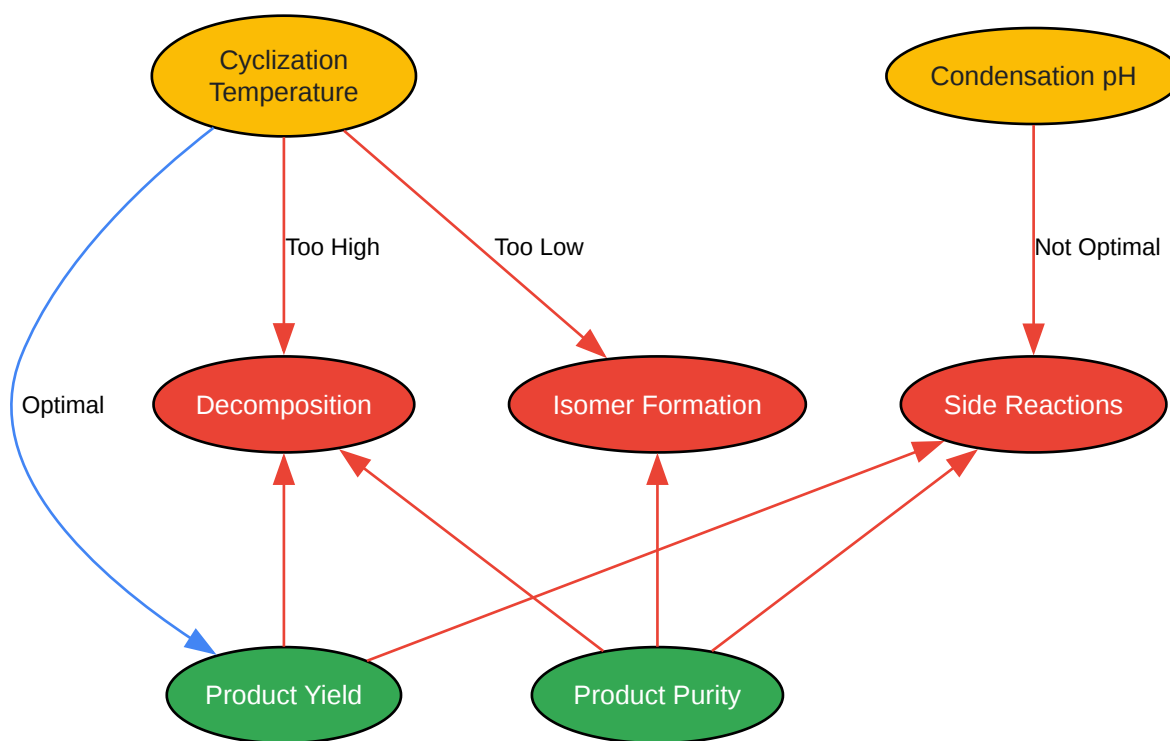 Cyclization
Temperature
Condensation pH
Too High
Too Low
Not Optimal
Optimal
Decomposition
Isomer Formation
Side Reactions
Product Yield
Product Purity